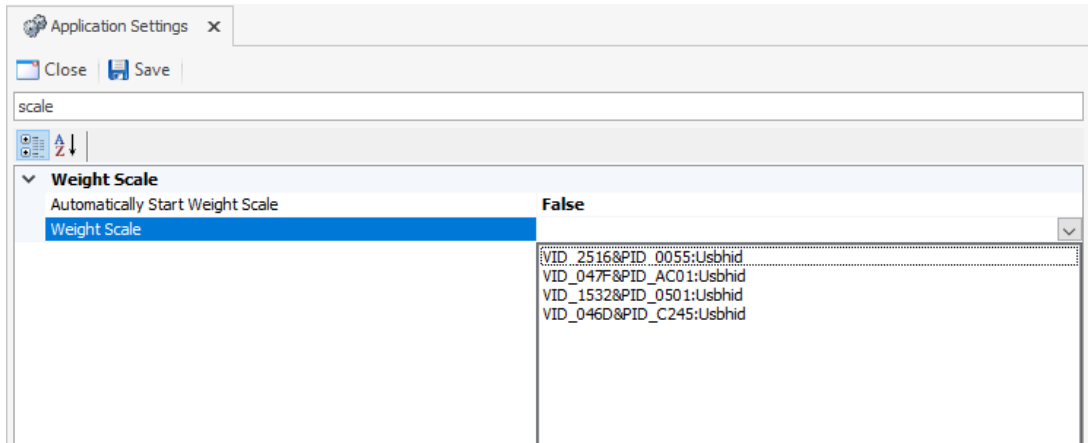 Application Settings x
Close Save
scale
A
Z
Weight Scale
Automatically Start Weight Scale False
Weight Scale
VID_2516&PID_0055:Usbhid
VID_047F&PID_AC01:Usbhid
VID_1532&PID_0501:Usbhid
VID_046D&PID_C245:Usbhid